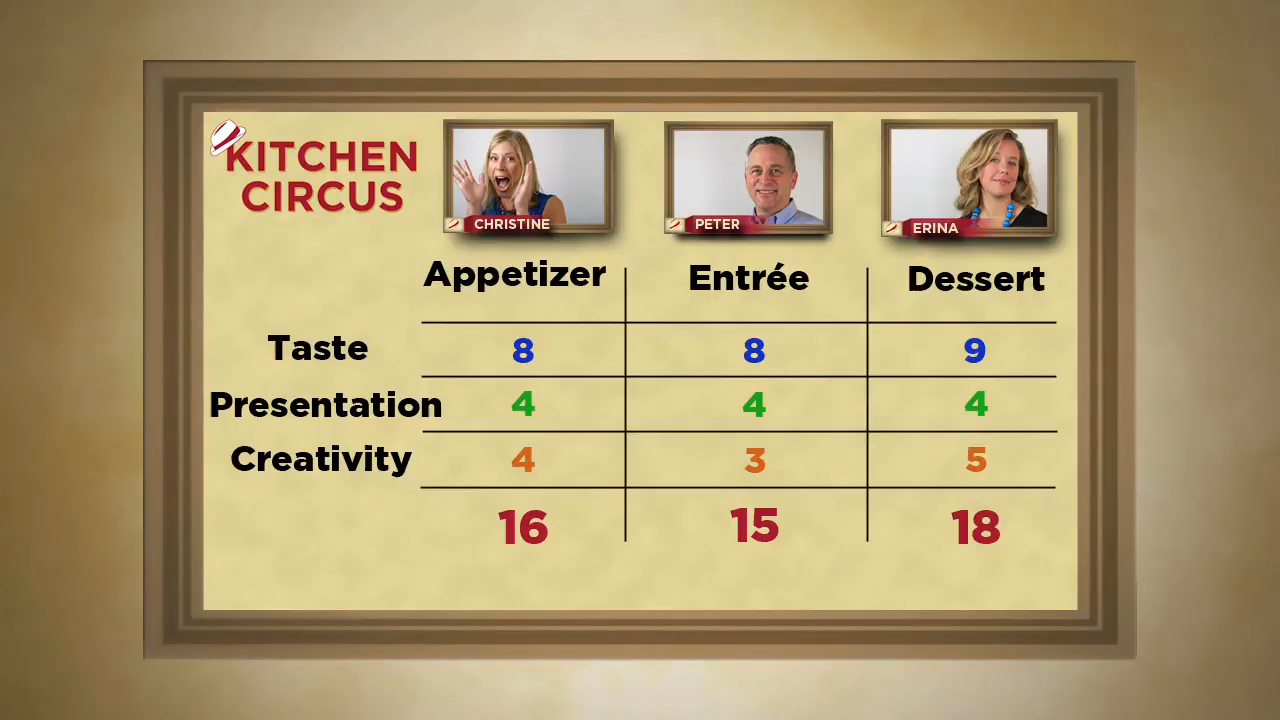 KITCHEN
CIRCUS
CHRISTINE
PETER
ERINA
Appetizer Entrée Dessert
Taste 8 8 9
Presentation 4 4 4
Creativity 4 3 5
16 15 18